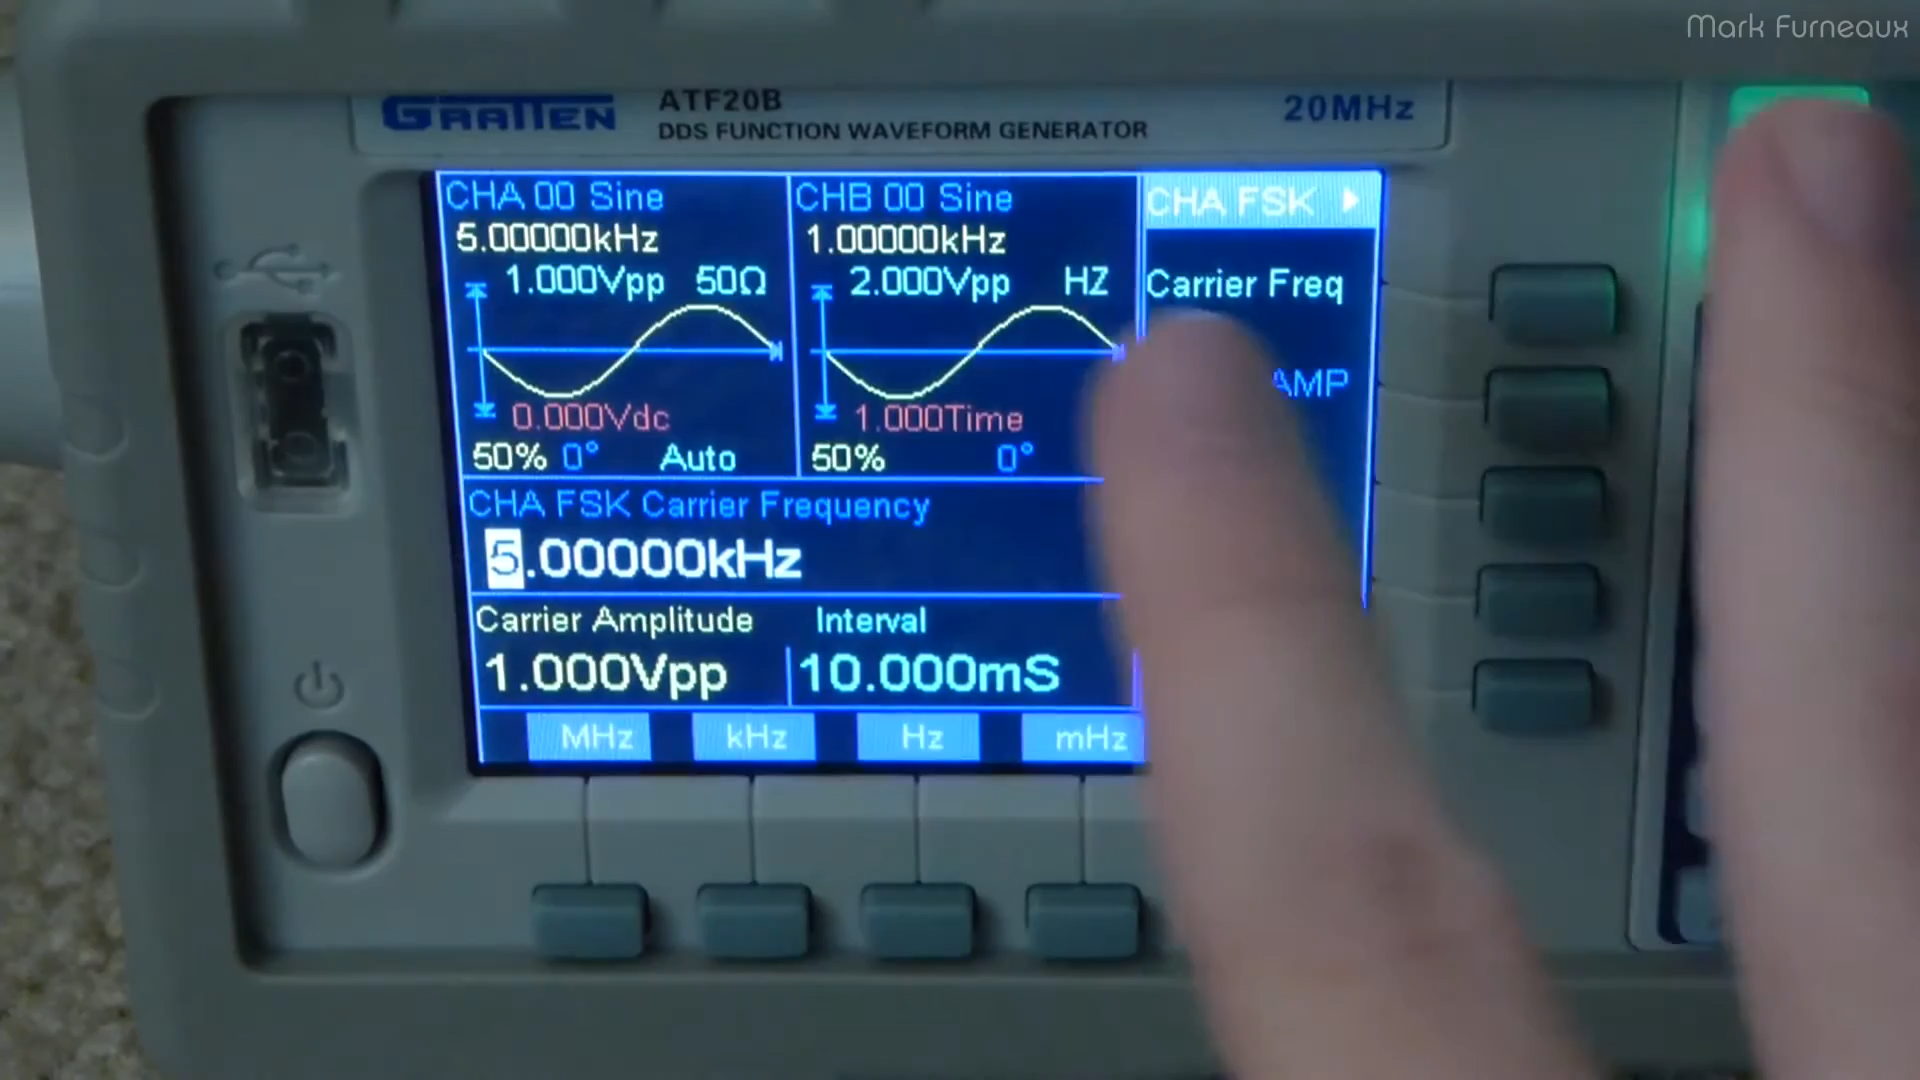 Mark Furneaux
GRATTEN
ATF20B
DDS FUNCTION WAVEFORM GENERATOR
20MHz
CHA 00 Sine
5.00000kHz
1.000Vpp 50Ω
0.000Vdc
50% 0° Auto
CHB 00 Sine
1.00000kHz
2.000Vpp HZ
1.000Time
50% 0°
CHA FSK
Carrier Freq
AMP
CHA FSK Carrier Frequency
5.00000kHz
Carrier Amplitude
1.000Vpp
Interval
10.000mS
MHz kHz Hz mHz